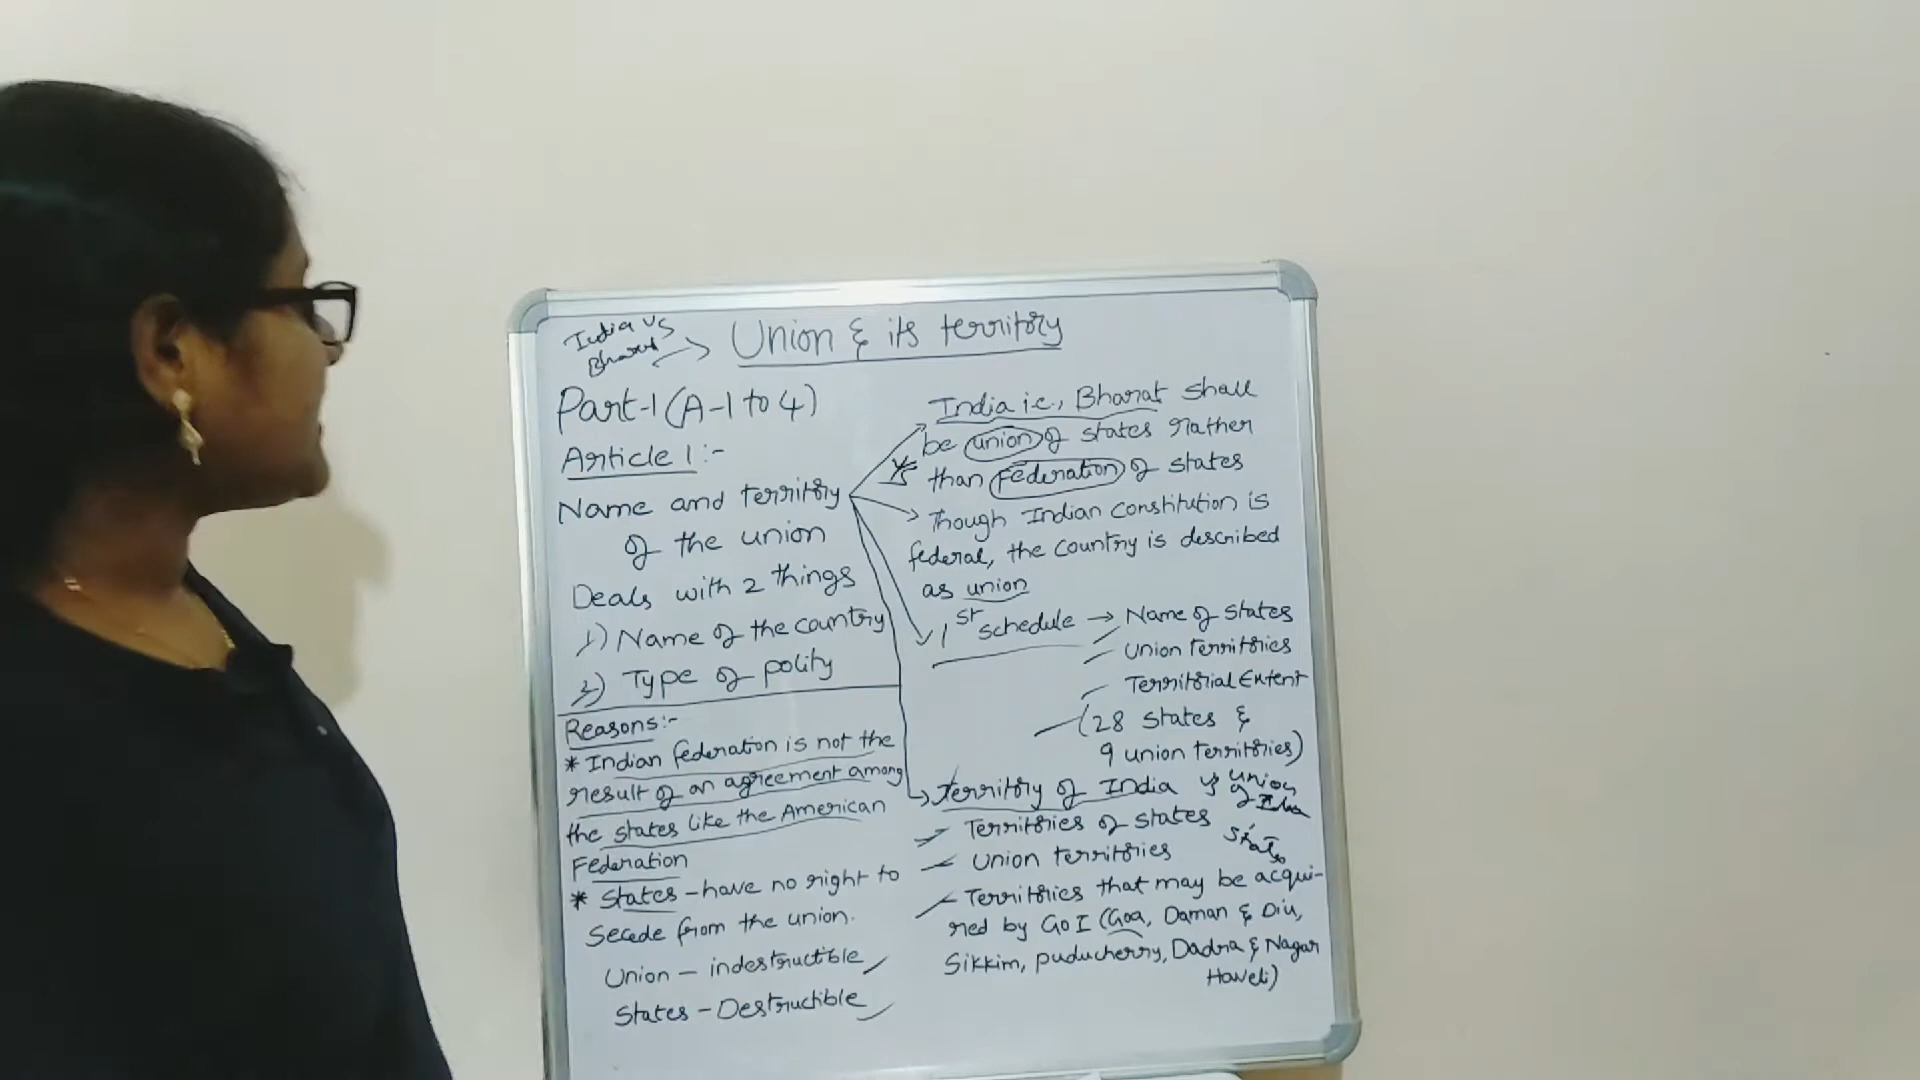 India vs
Bharat
Union & its territory
Part-1 (A-1 to 4)
Article 1:-
Name and territory
of the union
Deals with 2 things
1) Name of the country
2) Type of polity
Reasons:-
* Indian federation is not the
result of an agreement among
the states like the American
Federation
* States - have no right to
secede from the union.
Union - indestructible
States - Destructible
India i.e., Bharat shall
be union of states rather
than Federation of states
Though Indian constitution is
federal, the country is described
as union
1st schedule → Name of states
Union territories
Territorial Extent
(28 states &
9 union territories)
Territory of India vs union
of
Territories of states
states
Union territories
Territories that may be acqui-
red by GoI (Goa, Daman & Diu,
Sikkim, puducherry, Dadra & Nagar
Haveli)